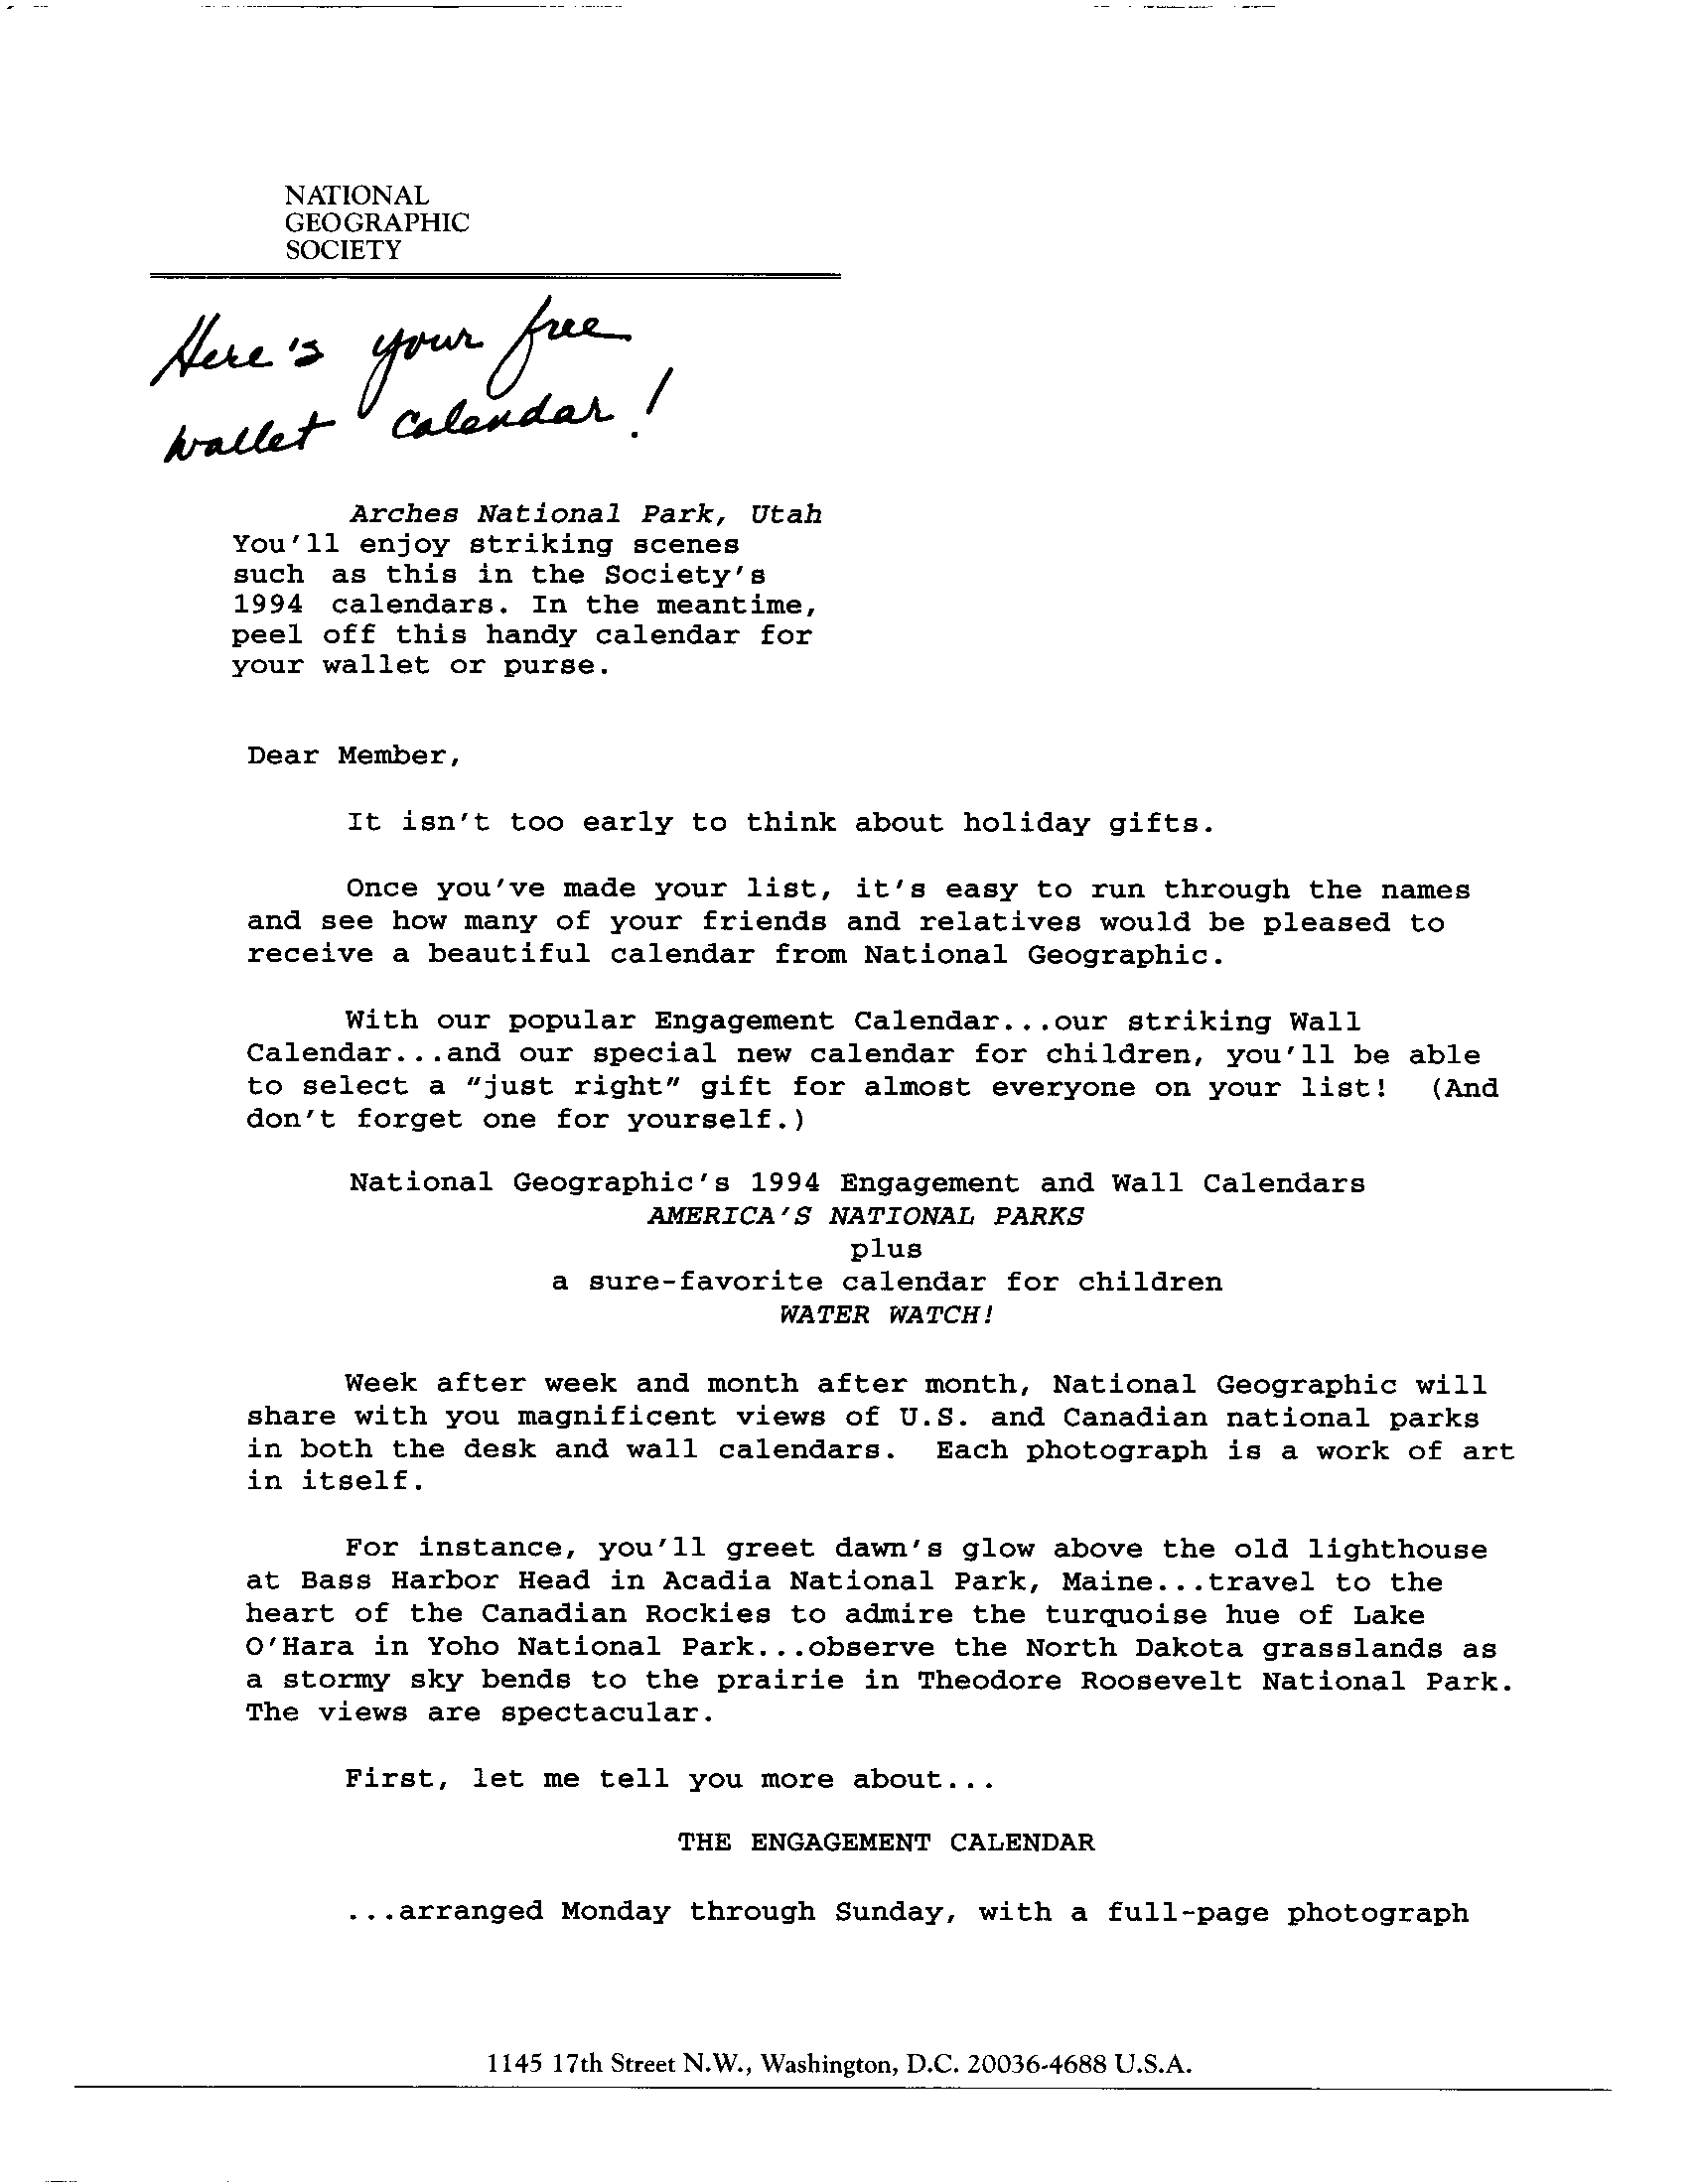 NATIONAL
GEOGRAPHIC
SOCIETY
Here's your free
wallet calendar!
Arches National Park, Utah
You'll enjoy striking scenes
such as this in the Society's
1994 calendars. In the meantime,
peel off this handy calendar for
your wallet or purse.
Dear Member,
It isn't too early to think about holiday gifts.
Once you've made your list, it's easy to run through the names
and see how many of your friends and relatives would be pleased to
receive a beautiful calendar from National Geographic.
With our popular Engagement Calendar...our striking Wall
Calendar...and our special new calendar for children, you'll be able
to select a "just right" gift for almost everyone on your list! (And
don't forget one for yourself.)
National Geographic's 1994 Engagement and Wall Calendars
AMERICA'S NATIONAL PARKS
plus
a sure-favorite calendar for children
WATER WATCH!
Week after week and month after month, National Geographic will
share with you magnificent views of U.S. and Canadian national parks
in both the desk and wall calendars. Each photograph is a work of art
in itself.
For instance, you'll greet dawn's glow above the old lighthouse
at Bass Harbor Head in Acadia National Park, Maine...travel to the
heart of the Canadian Rockies to admire the turquoise hue of Lake
O'Hara in Yoho National Park...observe the North Dakota grasslands as
a stormy sky bends to the prairie in Theodore Roosevelt National Park.
The views are spectacular.
First, let me tell you more about...
THE ENGAGEMENT CALENDAR
...arranged Monday through Sunday, with a full-page photograph
1145 17th Street N.W., Washington, D.C. 20036-4688 U.S.A.